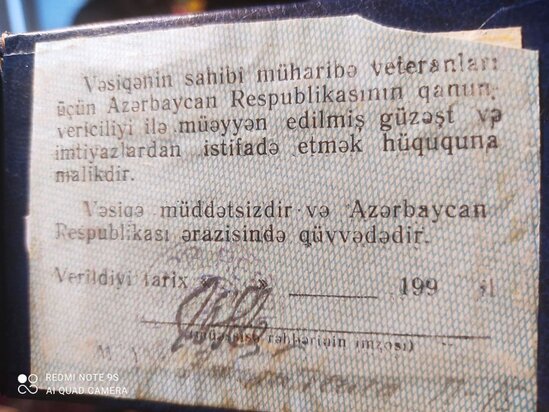 Vəsiqənin sahibi müharibə veteranları
üçün Azərbaycan Respublikasının qanun-
vericiliyi ilə müəyyən edilmiş güzəşt və
imtiyazlardan istifadə etmək hüququna
malikdir.
Vəsiqə müddətsizdir və Azərbaycan
Respublikası ərazisində qüvvədədir.
Verildiyi tarix « » ______ 199 il
(müəssisə rəhbərinin imzası)
M. Y.
REDMI NOTE 9S
AI QUAD CAMERA